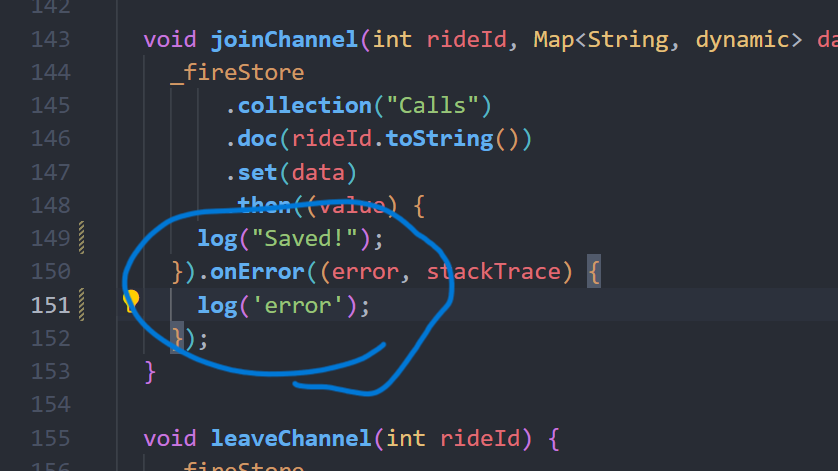 142
143 void joinChannel(int rideId, Map<String, dynamic> da
144 _fireStore
145 .collection("Calls")
146 .doc(rideId.toString())
147 .set(data)
148 .then((value) {
149 log("Saved!");
150 }).onError((error, stackTrace) {
151 log('error');
152 });
153 }
154
155 void leaveChannel(int rideId) {
156 _fireStore